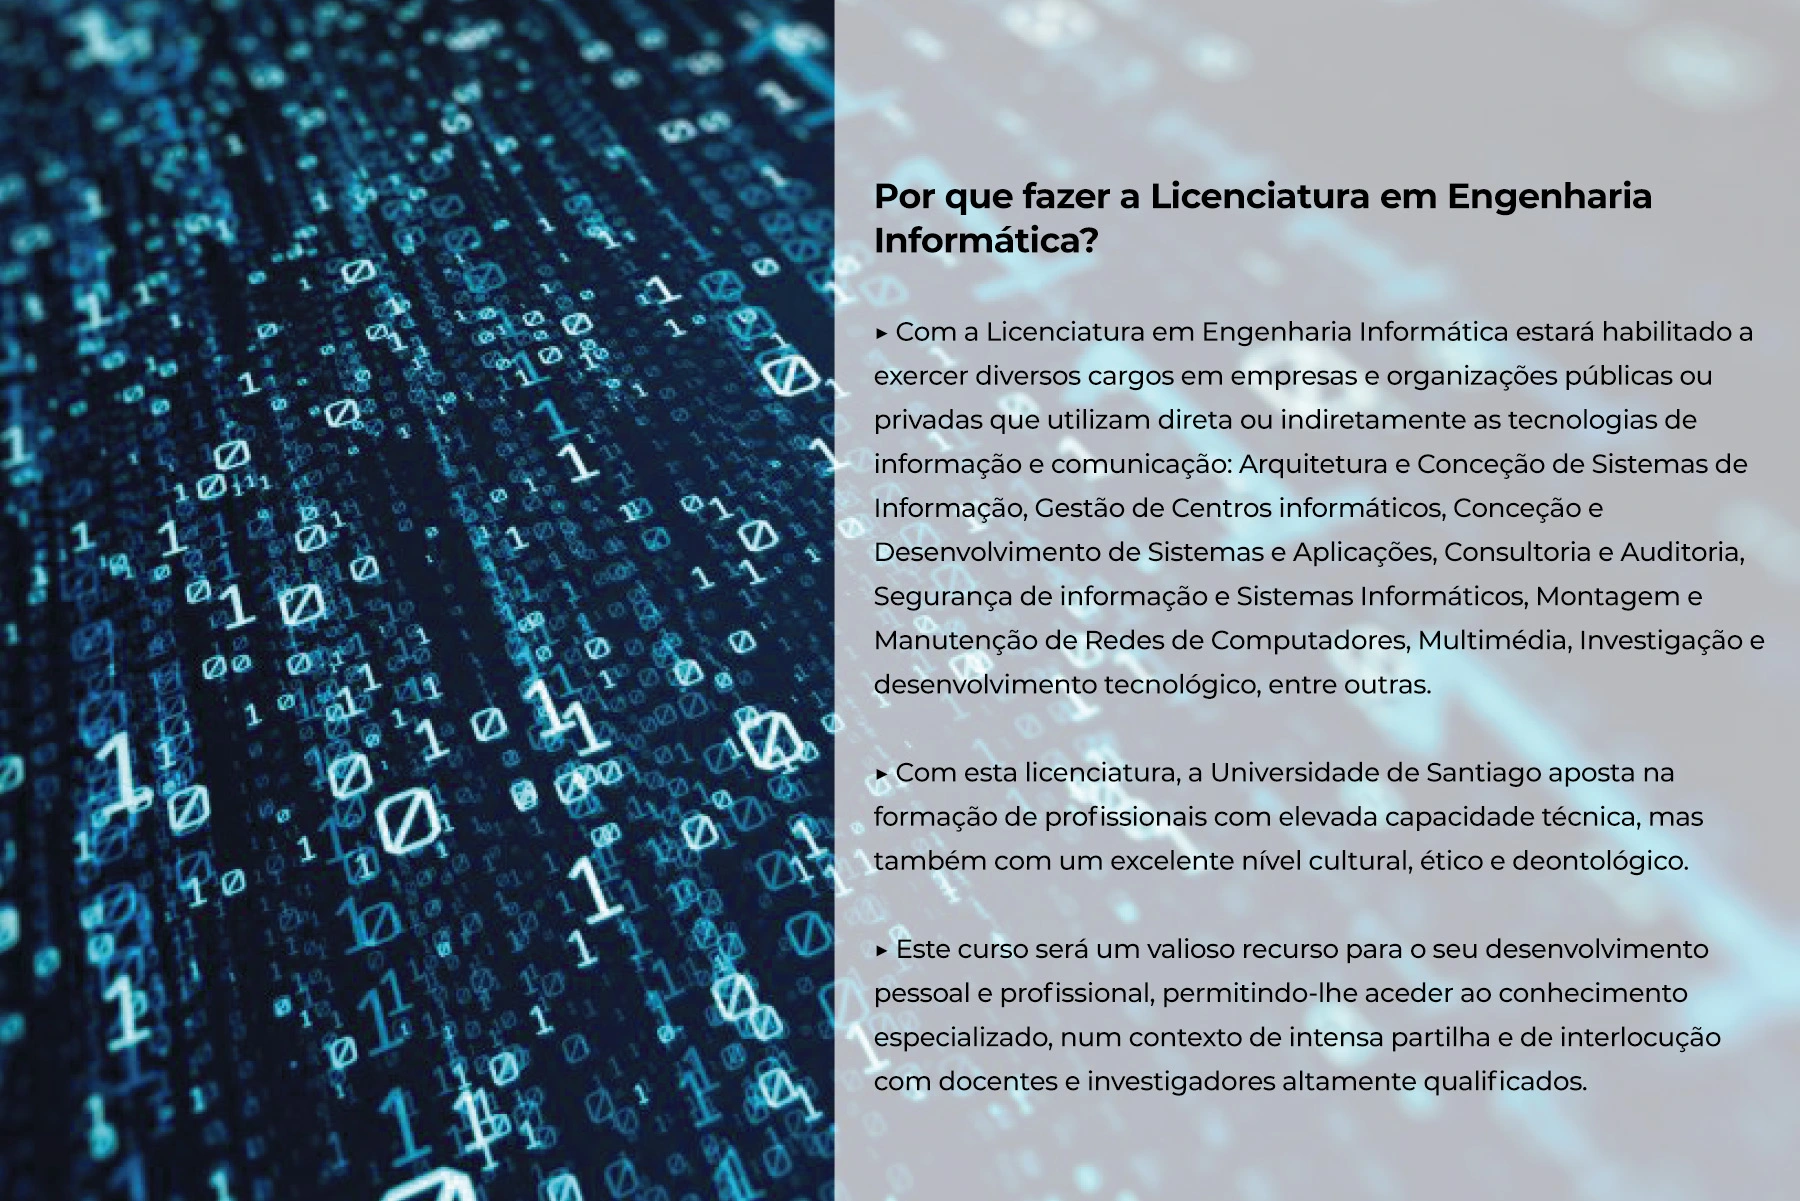 Por que fazer a Licenciatura em Engenharia
Informática?
▸ Com a Licenciatura em Engenharia Informática estará habilitado a
exercer diversos cargos em empresas e organizações públicas ou
privadas que utilizam direta ou indiretamente as tecnologias de
informação e comunicação: Arquitetura e Conceção de Sistemas de
Informação, Gestão de Centros informáticos, Conceção e
Desenvolvimento de Sistemas e Aplicações, Consultoria e Auditoria,
Segurança de informação e Sistemas Informáticos, Montagem e
Manutenção de Redes de Computadores, Multimédia, Investigação e
desenvolvimento tecnológico, entre outras.
▸ Com esta licenciatura, a Universidade de Santiago aposta na
formação de profissionais com elevada capacidade técnica, mas
também com um excelente nível cultural, ético e deontológico.
▸ Este curso será um valioso recurso para o seu desenvolvimento
pessoal e profissional, permitindo-lhe aceder ao conhecimento
especializado, num contexto de intensa partilha e de interlocução
com docentes e investigadores altamente qualificados.